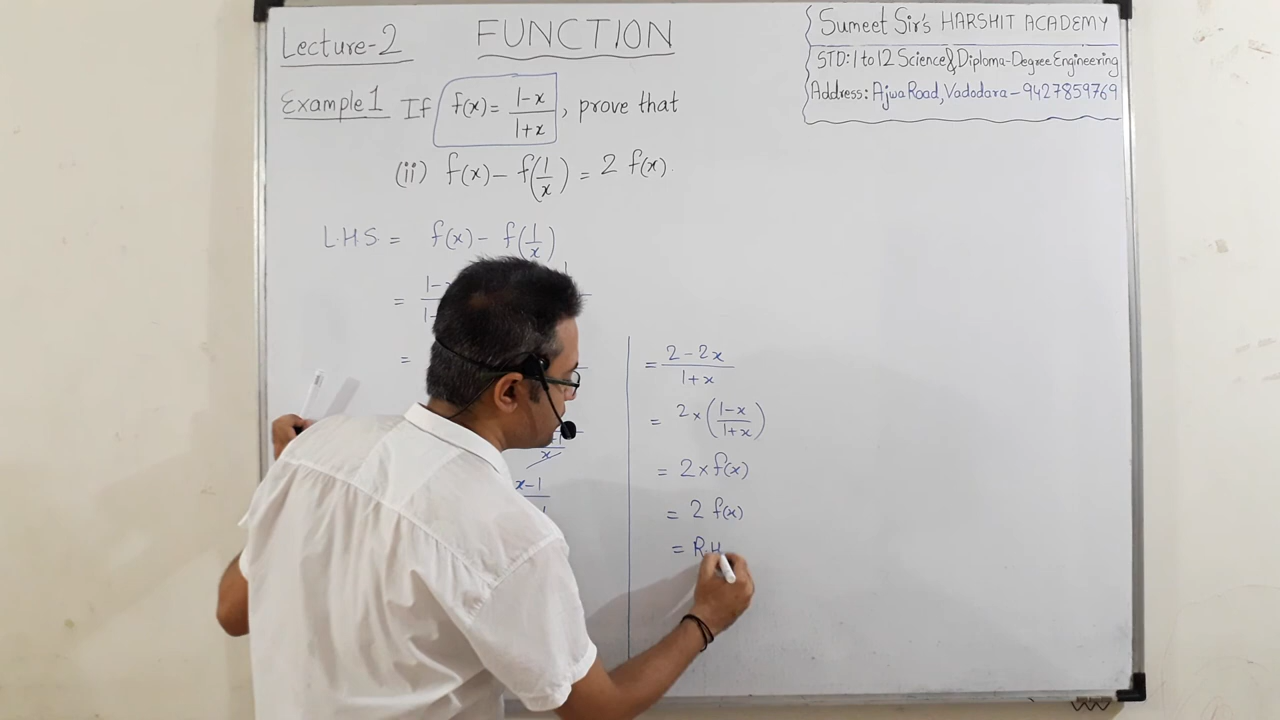 Lecture-2
FUNCTION
Sumeet Sir's HARSHIT ACADEMY
STD: 1 to 12 Science & Diploma-Degree Engineering
Address: Ajwa Road, Vadodara - 9427859769
Example 1 If f(x) = 1-x / 1+x, prove that
(ii) f(x) - f(1/x) = 2 f(x).
L.H.S. = f(x) - f(1/x)
=
=
x-1
= 2-2x / 1+x
= 2 × (1-x / 1+x)
= 2 × f(x)
= 2 f(x)
= R.H